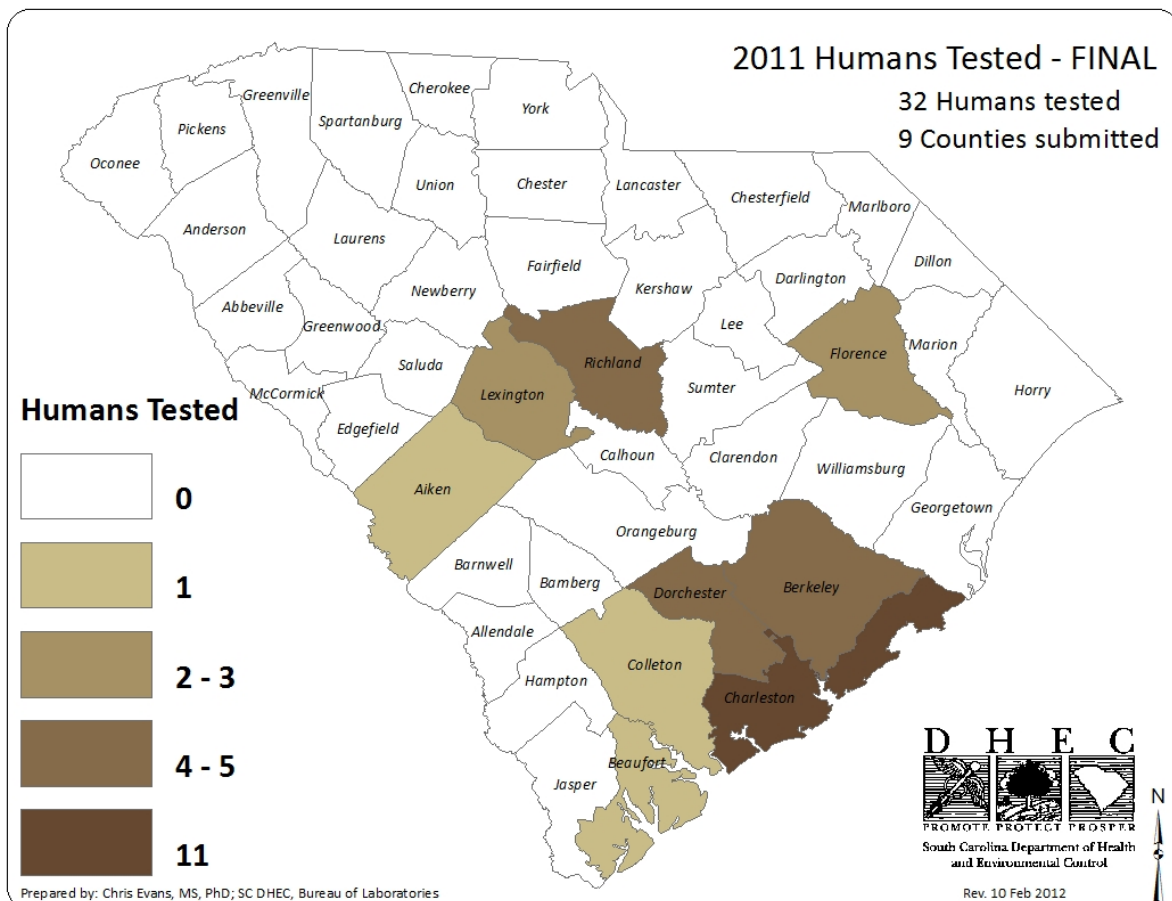 2011 Humans Tested - FINAL
32 Humans tested
9 Counties submitted
Cherokee
Greenville
York
Spartanburg
Pickens
Oconee
Union
Chester
Lancaster
Chesterfield
Marlboro
Anderson
Laurens
Fairfield
Dillon
Darlington
Kershaw
Newberry
Abbeville
Greenwood
Lee
Florence
Marion
Saluda
Richland
Sumter
Horry
McCormick
Lexington
Edgefield
Calhoun
Clarendon
Williamsburg
Aiken
Georgetown
Orangeburg
Barnwell
Bamberg
Dorchester
Berkeley
Allendale
Colleton
Hampton
Charleston
Beaufort
Jasper
Humans Tested
0
1
2 - 3
4 - 5
11
D H E C
PROMOTE PROTECT PROSPER
South Carolina Department of Health
and Environmental Control
N
Prepared by: Chris Evans, MS, PhD; SC DHEC, Bureau of Laboratories
Rev. 10 Feb 2012